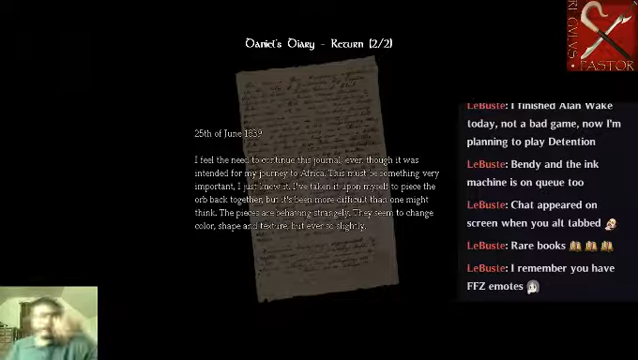 Daniel's Diary - Return (2/2)
25th of June 1839
I feel the need to continue this journal, ever, though it was
intended for my journey to Africa. This must be something very
important, I just know it. I've taken it upon myself to piece the
orb back together, but it's been more difficult than one might
think. The pieces are behaving strangely. They seem to change
color, shape and texture, but ever so slightly.
PASTOR
LeBuste: I finished Alan Wake
today, not a bad game, now I'm
planning to play Detention
LeBuste: Bendy and the ink
machine is on queue too
LeBuste: Chat appeared on
screen when you alt tabbed
LeBuste: Rare books
LeBuste: I remember you have
FFZ emotes